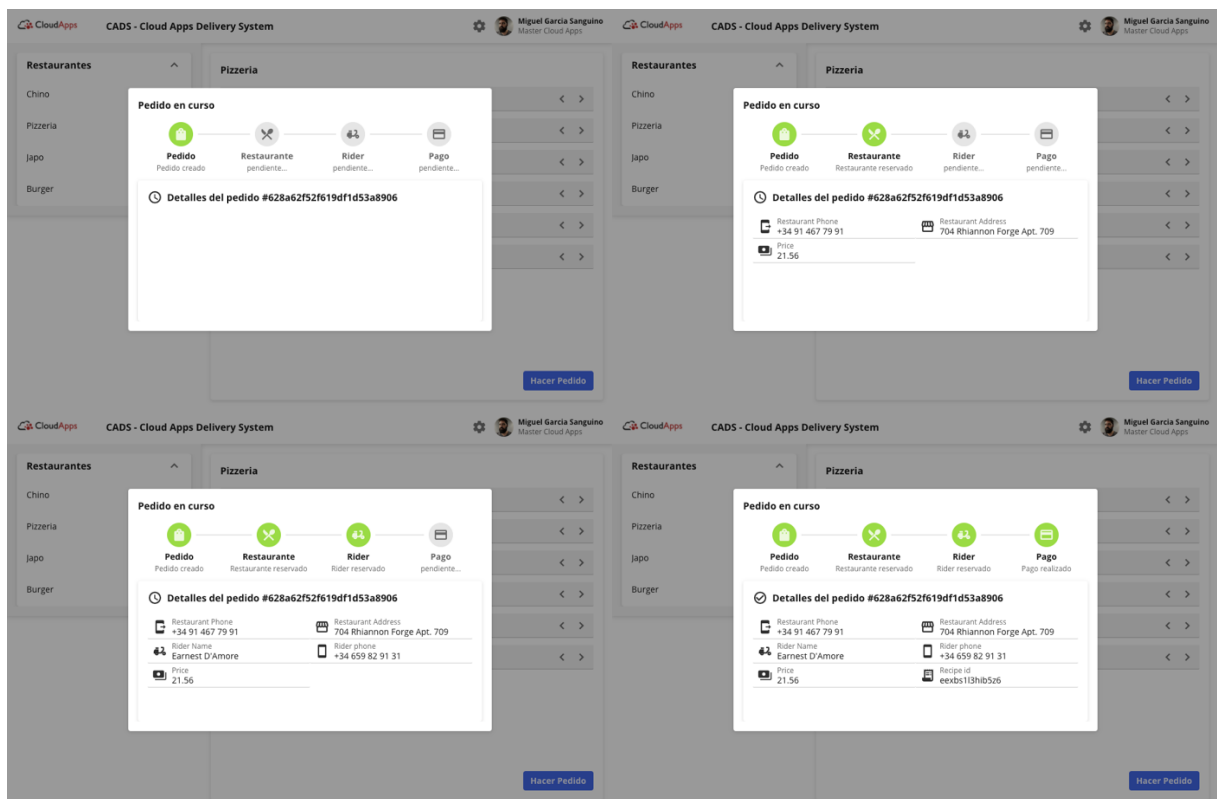 CloudApps CADS - Cloud Apps Delivery System Miguel Garcia Sanguino
Master Cloud Apps
Restaurantes
Pizzeria
Chino
Pizzeria
Japo
Burger
Pedido en curso
Pedido Restaurante Rider Pago
Pedido creado pendiente... pendiente... pendiente...
Detalles del pedido #628a62f52f619df1d53a8906
Hacer Pedido
CloudApps CADS - Cloud Apps Delivery System Miguel Garcia Sanguino
Master Cloud Apps
Restaurantes
Pizzeria
Chino
Pizzeria
Japo
Burger
Pedido en curso
Pedido Restaurante Rider Pago
Pedido creado Restaurante reservado pendiente... pendiente...
Detalles del pedido #628a62f52f619df1d53a8906
Restaurant Phone Restaurant Address
+34 91 467 79 91 704 Rhiannon Forge Apt. 709
Price
21.56
Hacer Pedido
CloudApps CADS - Cloud Apps Delivery System Miguel Garcia Sanguino
Master Cloud Apps
Restaurantes
Pizzeria
Chino
Pizzeria
Japo
Burger
Pedido en curso
Pedido Restaurante Rider Pago
Pedido creado Restaurante reservado Rider reservado pendiente...
Detalles del pedido #628a62f52f619df1d53a8906
Restaurant Phone Restaurant Address
+34 91 467 79 91 704 Rhiannon Forge Apt. 709
Rider Name Rider phone
Earnest D'Amore +34 659 82 91 31
Price
21.56
Hacer Pedido
CloudApps CADS - Cloud Apps Delivery System Miguel Garcia Sanguino
Master Cloud Apps
Restaurantes
Pizzeria
Chino
Pizzeria
Japo
Burger
Pedido en curso
Pedido Restaurante Rider Pago
Pedido creado Restaurante reservado Rider reservado Pago realizado
Detalles del pedido #628a62f52f619df1d53a8906
Restaurant Phone Restaurant Address
+34 91 467 79 91 704 Rhiannon Forge Apt. 709
Rider Name Rider phone
Earnest D'Amore +34 659 82 91 31
Price Recipe id
21.56 eexbs1l3hib5z6
Hacer Pedido